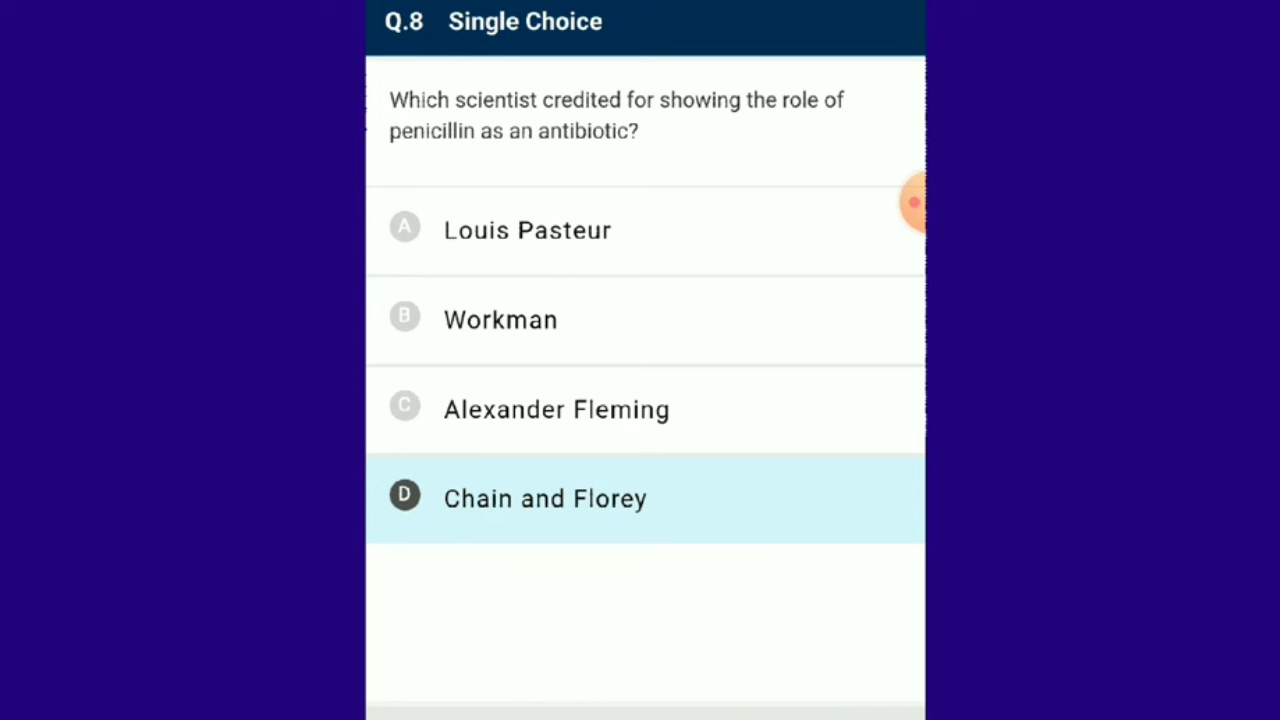 Q.8 Single Choice
Which scientist credited for showing the role of
penicillin as an antibiotic?
A Louis Pasteur
B Workman
C Alexander Fleming
D Chain and Florey